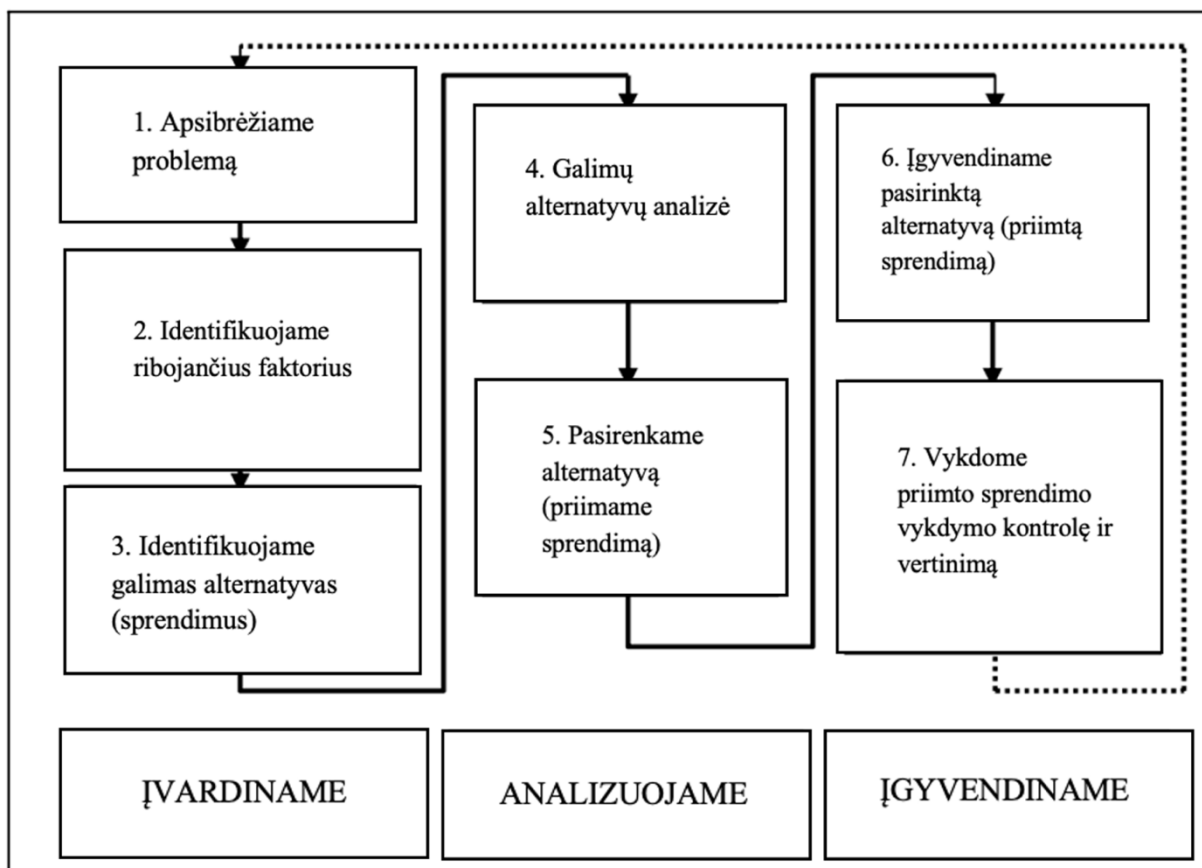 1. Apsibrėžiame
problemą
2. Identifikuojame
ribojančius faktorius
3. Identifikuojame
galimas alternatyvas
(sprendimus)
4. Galimų
alternatyvų analizė
5. Pasirenkame
alternatyvą
(priimame
sprendimą)
6. Įgyvendiname
pasirinktą
alternatyvą (priimtą
sprendimą)
7. Vykdome
priimto sprendimo
vykdymo kontrolę ir
vertinimą
ĮVARDINAME
ANALIZUOJAME
ĮGYVENDINAME